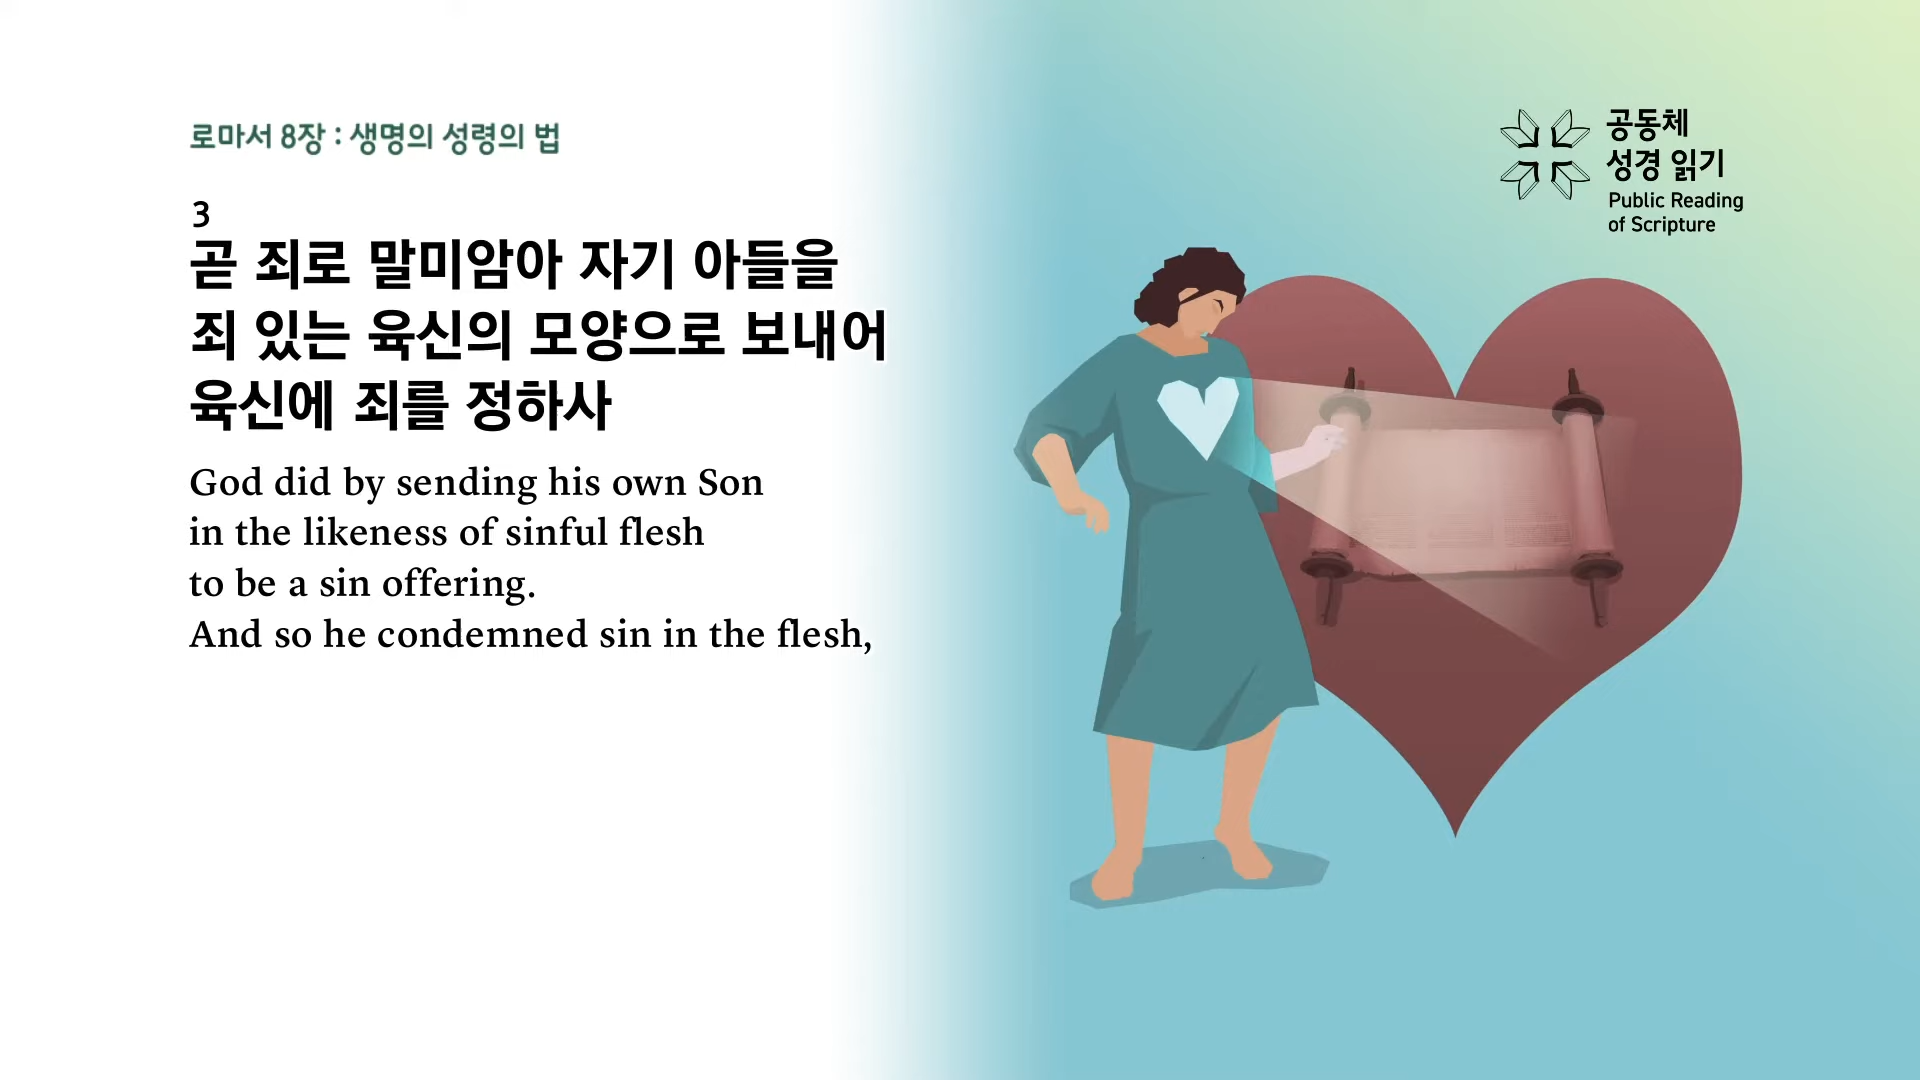 로마서 8장 : 생명의 성령의 법
3
곧 죄로 말미암아 자기 아들을
죄 있는 육신의 모양으로 보내어
육신에 죄를 정하사
God did by sending his own Son
in the likeness of sinful flesh
to be a sin offering.
And so he condemned sin in the flesh,
공동체
성경 읽기
Public Reading
of Scripture